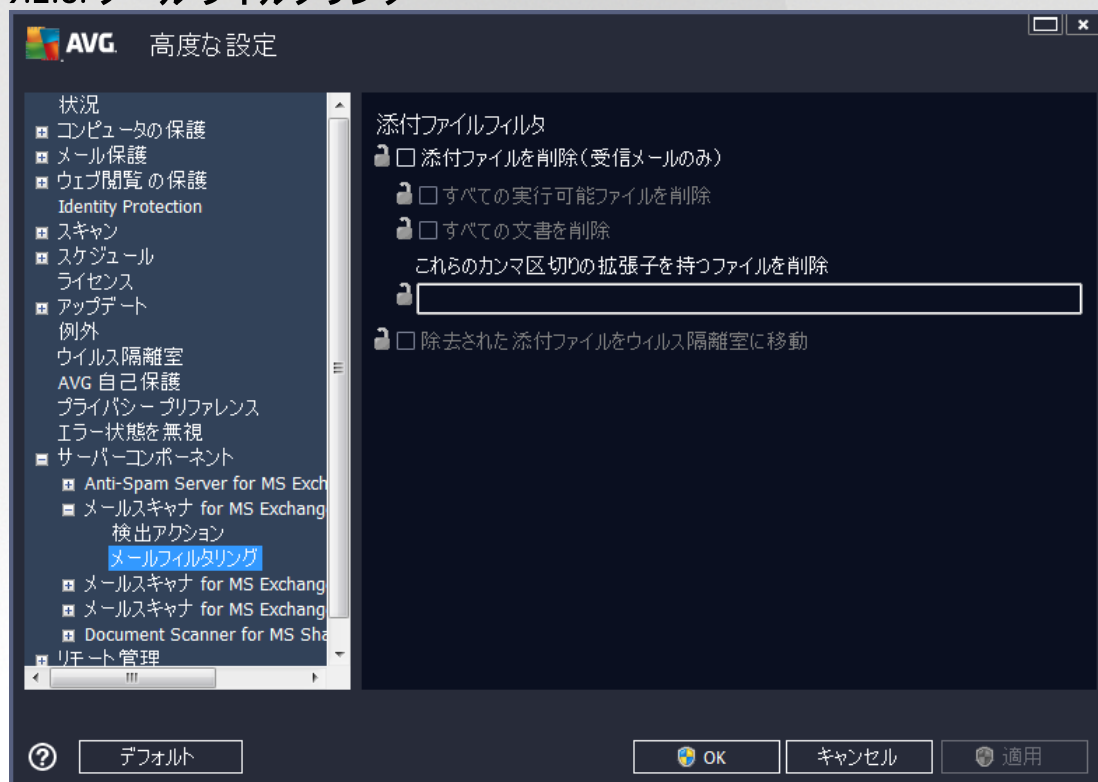 AVG. 高度な設定
状況
コンピュータの保護
メール保護
ウェブ閲覧 の保護
Identity Protection
スキャン
スケジュール
ライセンス
アップデート
例外
ウイルス隔離室
AVG 自己保護
プライバシー プリファレンス
エラー状態を無視
サーバーコンポーネント
Anti-Spam Server for MS Exch
メールスキャナ for MS Exchang
検出アクション
メールフィルタリング
メールスキャナ for MS Exchang
メールスキャナ for MS Exchang
Document Scanner for MS Sha
リモート管理
添付ファイルフィルタ
添付ファイルを削除(受信メールのみ)
すべての実行可能ファイルを削除
すべての文書を削除
これらのカンマ区切りの拡張子を持つファイルを削除
除去された添付ファイルをウィルス隔離室に移動
デフォルト
OK
キャンセル
適用